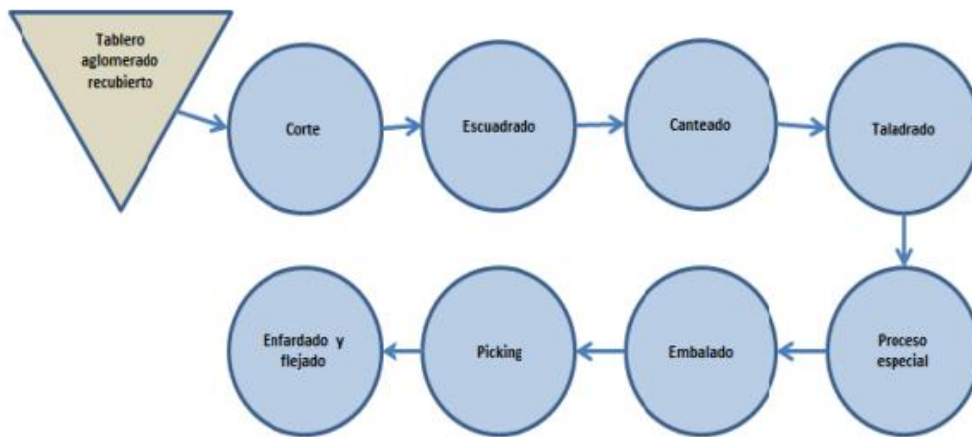 Tablero
aglomerado
recubierto
Corte
Escuadrado
Canteado
Taladrado
Proceso
especial
Embalado
Picking
Enfardado y
flejado